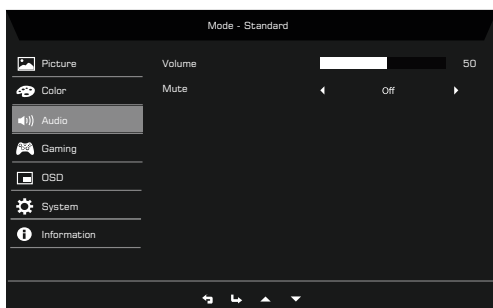 Mode - Standard
Picture
Volume 50
Color
Mute Off
Audio
Gaming
OSD
System
Information